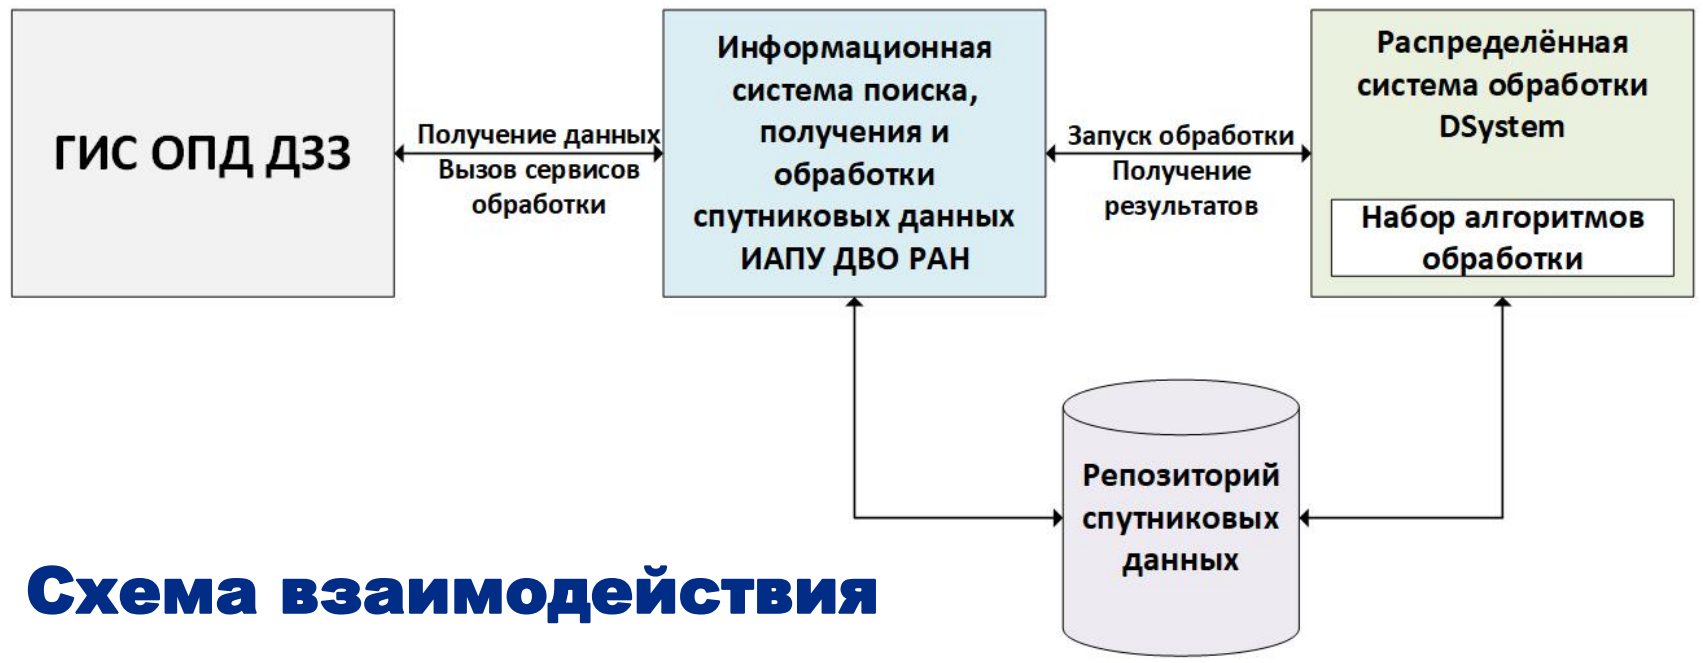 ГИС ОПД ДЗЗ
Получение данных
Вызов сервисов
обработки
Информационная
система поиска,
получения и
обработки
спутниковых данных
ИАПУ ДВО РАН
Запуск обработки
Получение
результатов
Распределённая
система обработки
DSystem
Набор алгоритмов
обработки
Репозиторий
спутниковых
данных
Схема взаимодействия